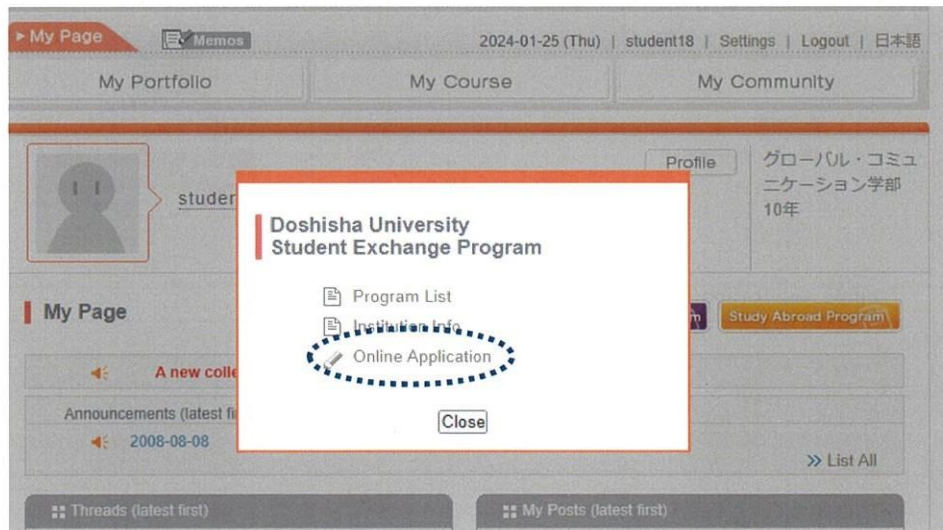 My Page
Memos
2024-01-25 (Thu) | student18 | Settings | Logout | 日本語
My Portfolio
My Course
My Community
Profile
グローバル・コミュ
ニケーション学部
10年
studen
Doshisha University
Student Exchange Program
Program List
Institution Info
Online Application
Close
My Page
m
Study Abroad Program
A new colle
Announcements (latest fi
2008-08-08
List All
Threads (latest first)
My Posts (latest first)